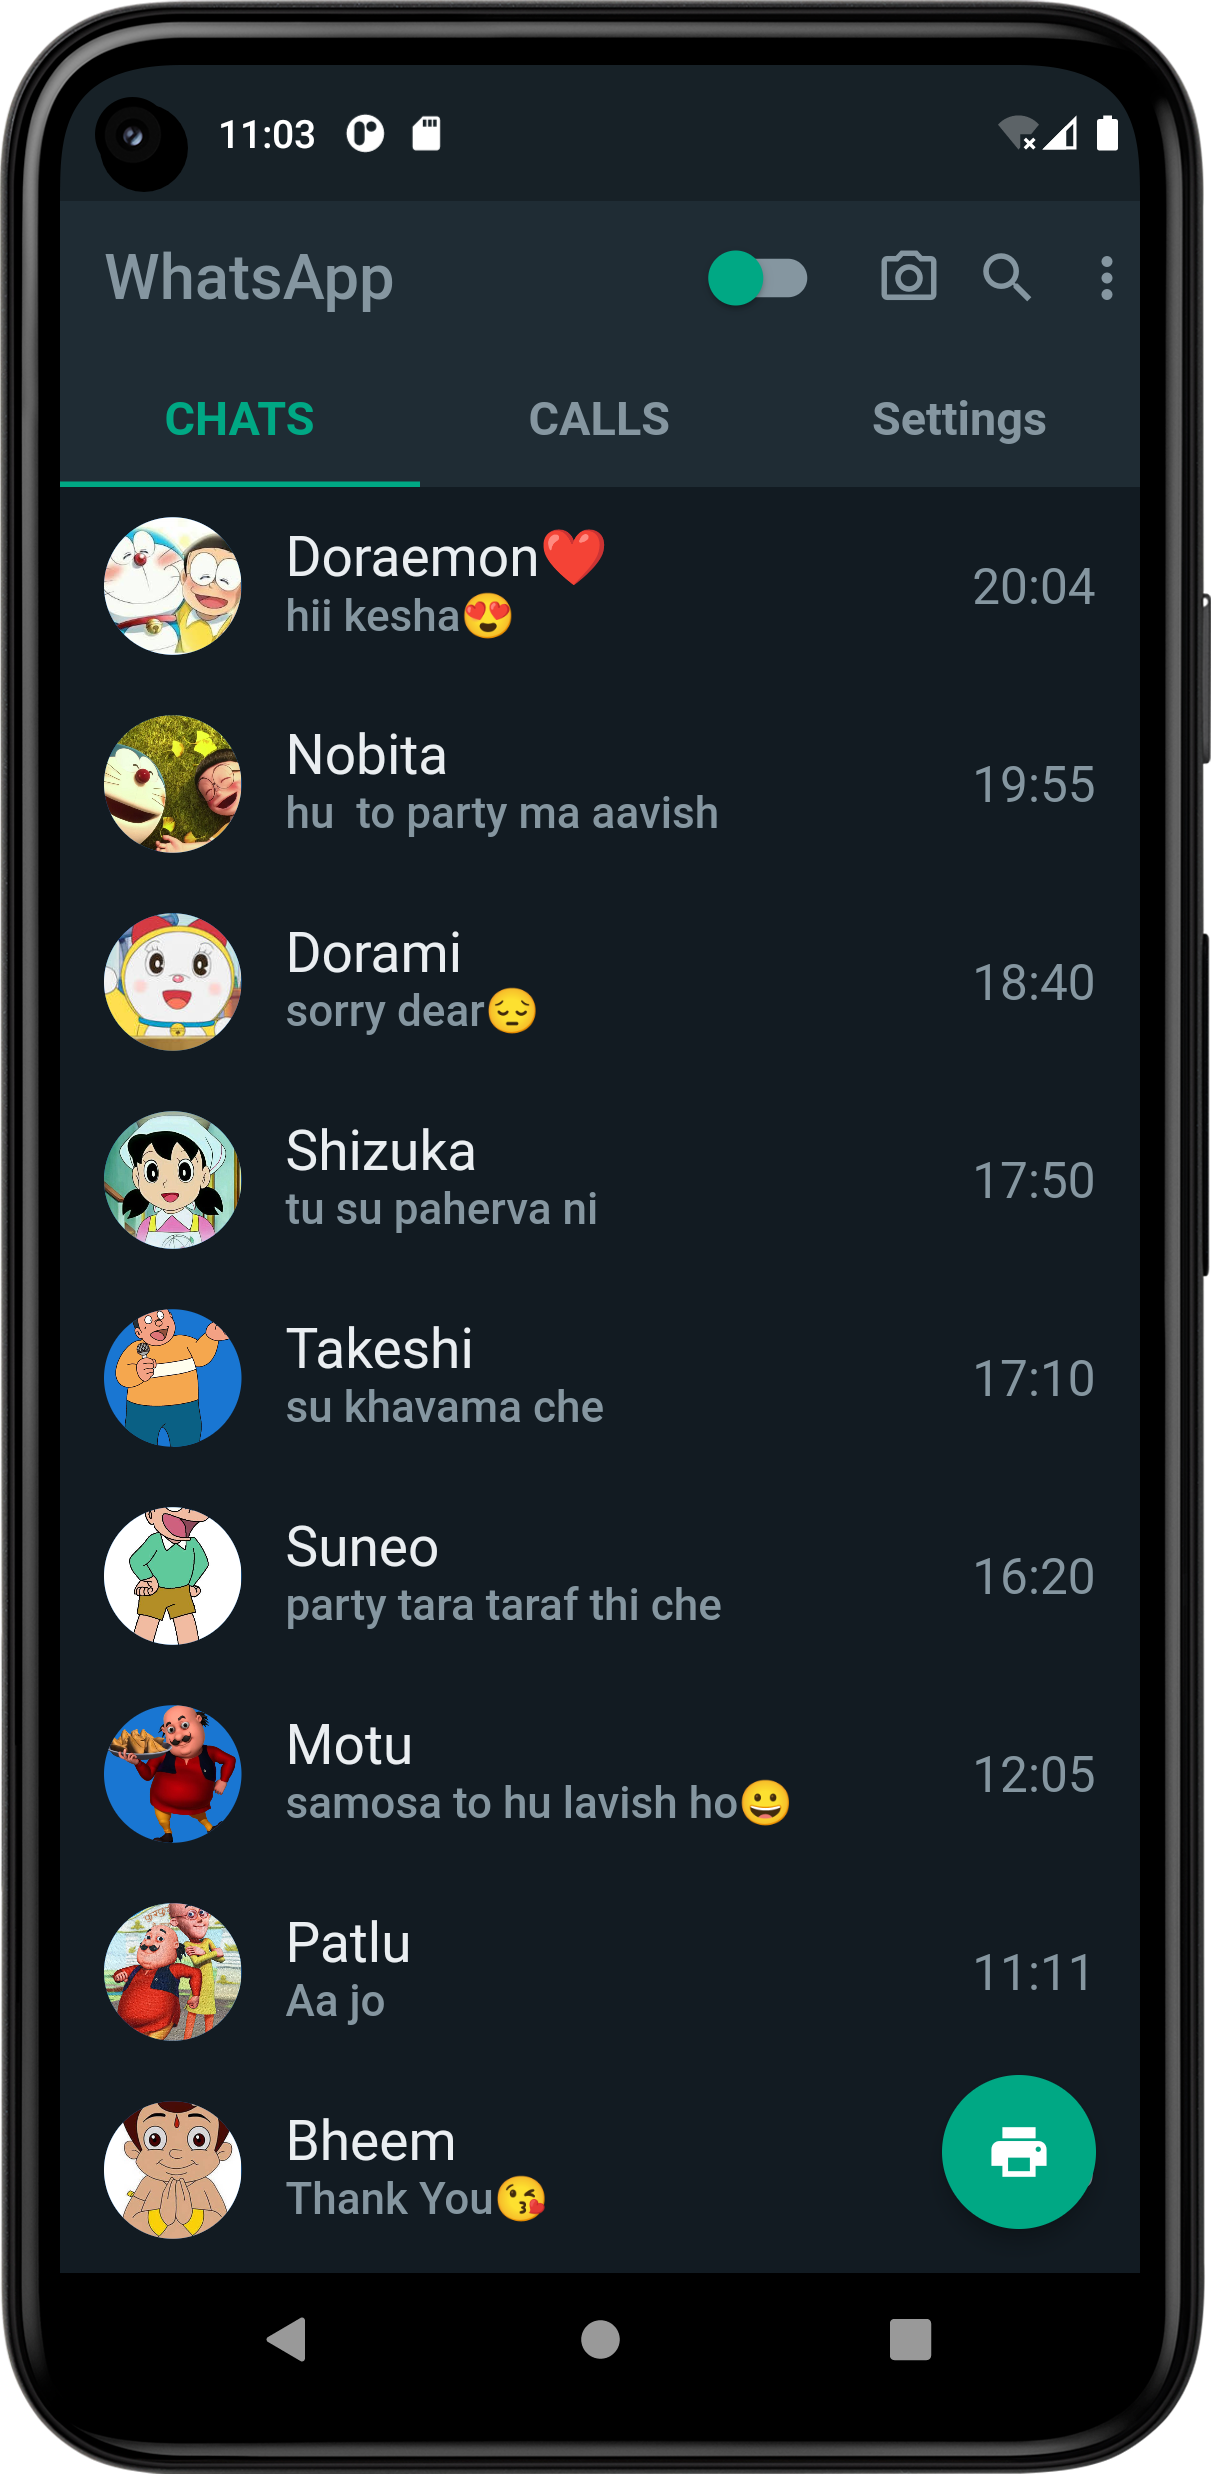 11:03
WhatsApp
CHATS CALLS Settings
Doraemon❤️
hii kesha😍
20:04
Nobita
hu  to party ma aavish
19:55
Dorami
sorry dear😔
18:40
Shizuka
tu su paherva ni
17:50
Takeshi
su khavama che
17:10
Suneo
party tara taraf thi che
16:20
Motu
samosa to hu lavish ho😀
12:05
Patlu
Aa jo
11:11
Bheem
Thank You😘